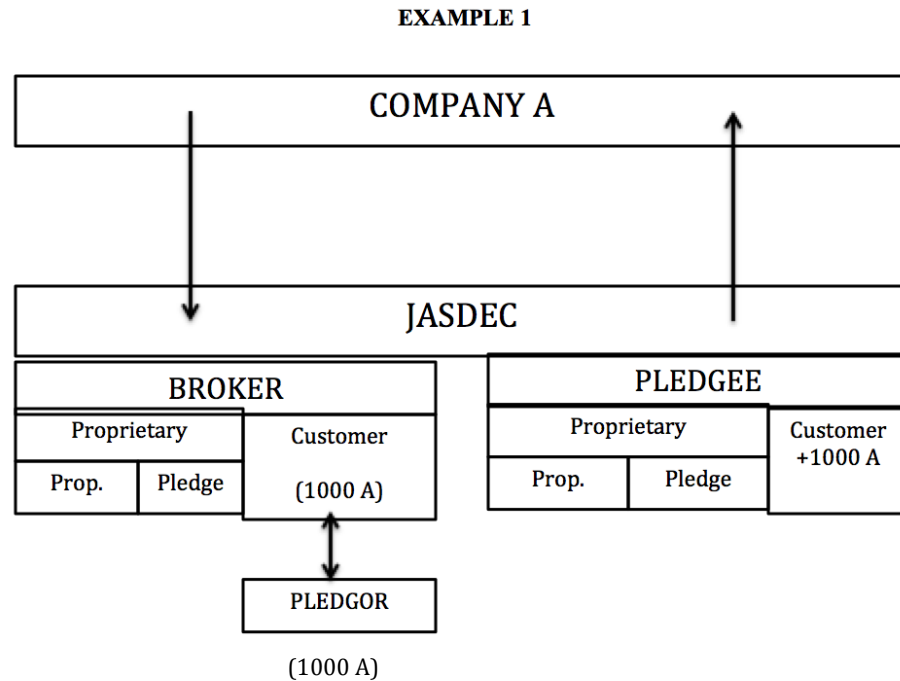 EXAMPLE 1
COMPANY A
JASDEC
BROKER
Proprietary
Prop.
Pledge
Customer
(1000 A)
PLEDGEE
Proprietary
Prop.
Pledge
Customer
+1000 A
PLEDGOR
(1000 A)